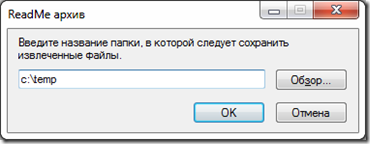 ReadMe архив
Введите название папки, в которой следует сохранить
извлеченные файлы.
c:\temp
Обзор...
OK
Отмена